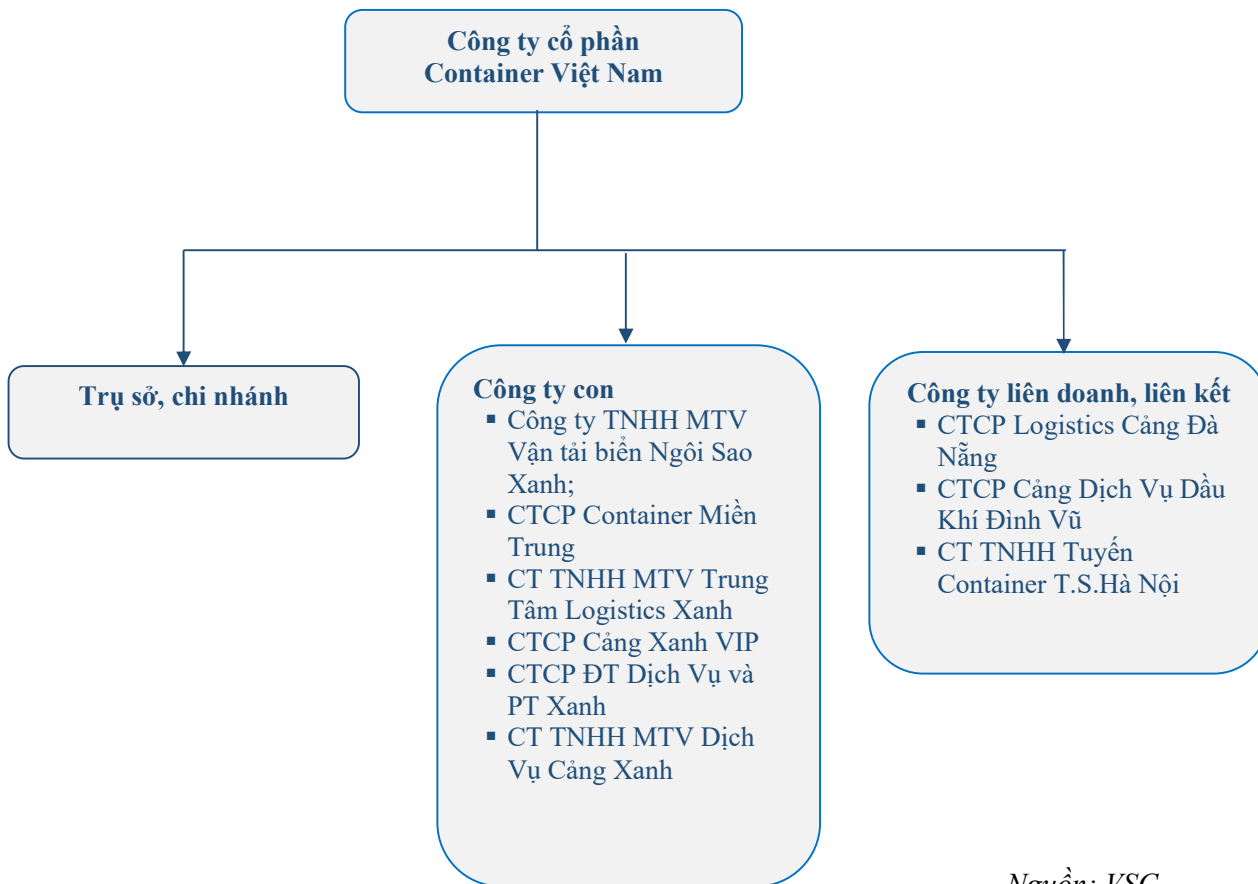 Công ty cổ phần
Container Việt Nam
Trụ sở, chi nhánh
Công ty con
▪ Công ty TNHH MTV
Vận tải biển Ngôi Sao
Xanh;
▪ CTCP Container Miền
Trung
▪ CT TNHH MTV Trung
Tâm Logistics Xanh
▪ CTCP Cảng Xanh VIP
▪ CTCP ĐT Dịch Vụ và
PT Xanh
▪ CT TNHH MTV Dịch
Vụ Cảng Xanh
Công ty liên doanh, liên kết
▪ CTCP Logistics Cảng Đà
Nẵng
▪ CTCP Cảng Dịch Vụ Dầu
Khí Đình Vũ
▪ CT TNHH Tuyến
Container T.S.Hà Nội
Nguồn: VSC